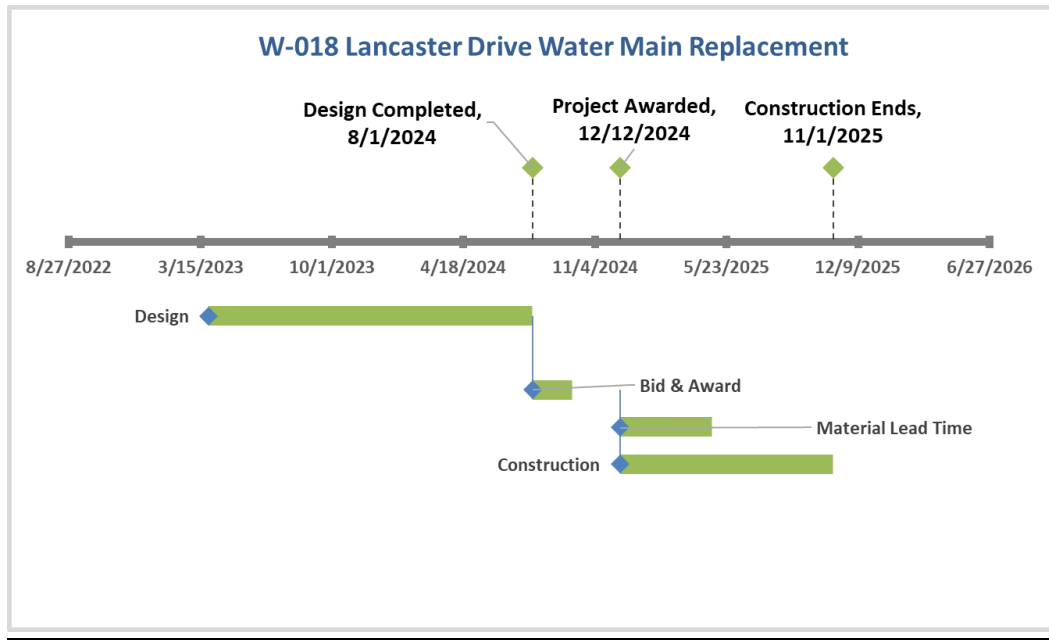 W-018 Lancaster Drive Water Main Replacement
Design Completed,
8/1/2024
Project Awarded,
12/12/2024
Construction Ends,
11/1/2025
8/27/2022
3/15/2023
10/1/2023
4/18/2024
11/4/2024
5/23/2025
12/9/2025
6/27/2026
Design
Bid & Award
Material Lead Time
Construction